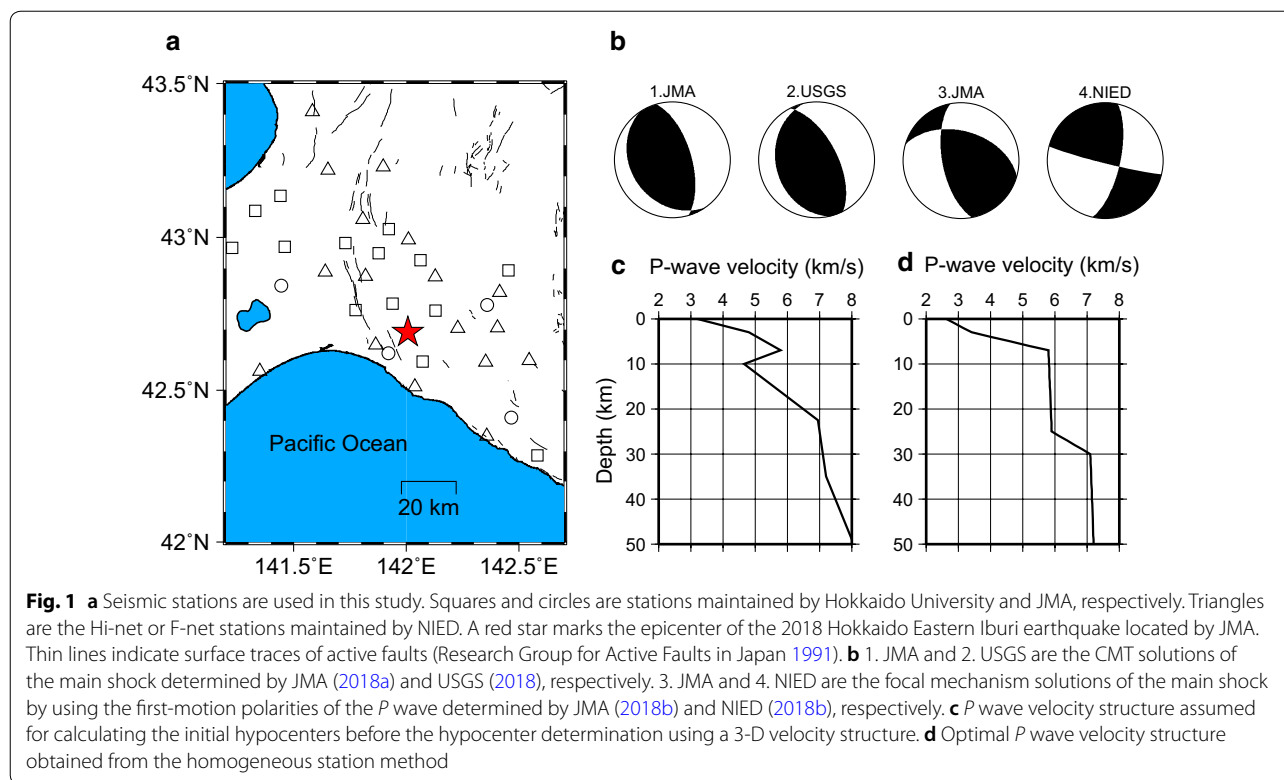 a
43.5˚N
43˚N
42.5˚N
42˚N
141.5˚E 142˚E 142.5˚E
Pacific Ocean
20 km
b
1.JMA 2.USGS 3.JMA 4.NIED
c P-wave velocity (km/s)
2 3 4 5 6 7 8
0
10
20
30
40
50
Depth (km)
d P-wave velocity (km/s)
2 3 4 5 6 7 8
0
10
20
30
40
50
Fig. 1 a Seismic stations are used in this study. Squares and circles are stations maintained by Hokkaido University and JMA, respectively. Triangles
are the Hi-net or F-net stations maintained by NIED. A red star marks the epicenter of the 2018 Hokkaido Eastern Iburi earthquake located by JMA.
Thin lines indicate surface traces of active faults (Research Group for Active Faults in Japan 1991). b 1. JMA and 2. USGS are the CMT solutions of
the main shock determined by JMA (2018a) and USGS (2018), respectively. 3. JMA and 4. NIED are the focal mechanism solutions of the main shock
by using the first-motion polarities of the P wave determined by JMA (2018b) and NIED (2018b), respectively. c P wave velocity structure assumed
for calculating the initial hypocenters before the hypocenter determination using a 3-D velocity structure. d Optimal P wave velocity structure
obtained from the homogeneous station method